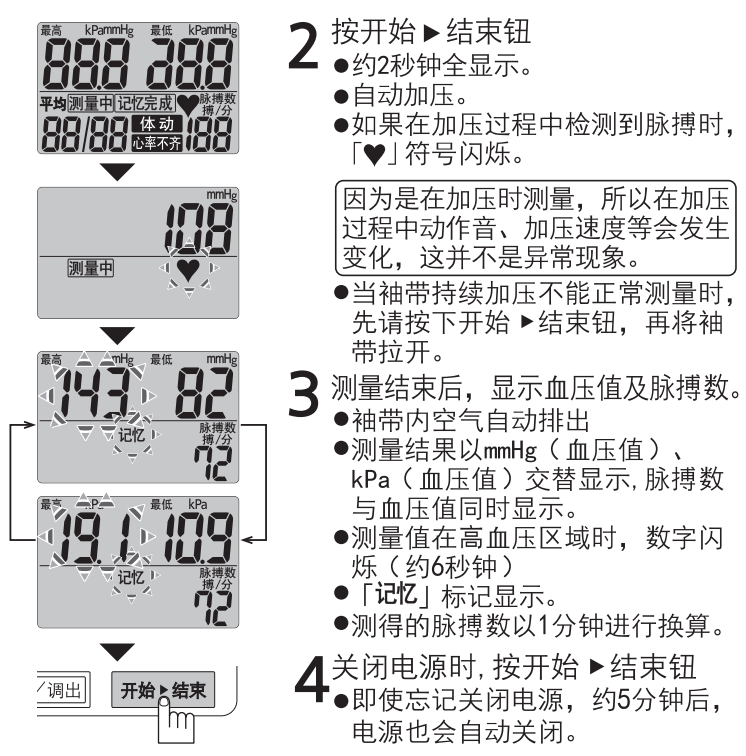 最高 kPammHg 最低 kPammHg
88.8 288.8
平均 测量中 记忆完成 ♥ 脉搏数
搏/分
88/88 体动 188
心率不齐
mmHg
108
测量中 ♥
最高 mmHg 最低 mmHg
143 82
记忆 脉搏数
搏/分
72
最高 kPa 最低 kPa
19.1 10.9
记忆 脉搏数
搏/分
72
/调出 开始▶结束
2 按开始▶结束钮
●约2秒钟全显示。
●自动加压。
●如果在加压过程中检测到脉搏时，
「♥」符号闪烁。
因为是在加压时测量，所以在加压
过程中动作音、加压速度等会发生
变化，这并不是异常现象。
●当袖带持续加压不能正常测量时，
先请按下开始▶结束钮，再将袖
带拉开。
3 测量结束后，显示血压值及脉搏数。
●袖带内空气自动排出
●测量结果以mmHg（血压值）、
kPa（血压值）交替显示,脉搏数
与血压值同时显示。
●测量值在高血压区域时，数字闪
烁（约6秒钟）
●「记忆」标记显示。
●测得的脉搏数以1分钟进行换算。
4 关闭电源时,按开始▶结束钮
●即使忘记关闭电源，约5分钟后，
电源也会自动关闭。